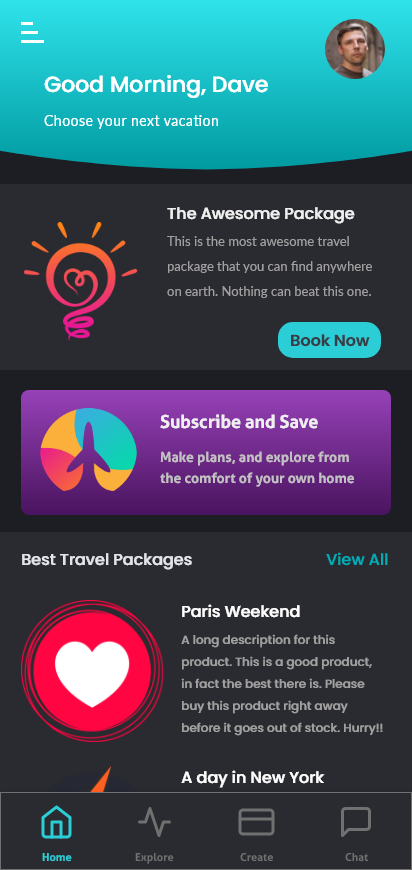 Good Morning, Dave
Choose your next vacation
The Awesome Package
This is the most awesome travel
package that you can find anywhere
on earth. Nothing can beat this one.
Book Now
Subscribe and Save
Make plans, and explore from
the comfort of your own home
Best Travel Packages
View All
Paris Weekend
A long description for this
product. This is a good product,
in fact the best there is. Please
buy this product right away
before it goes out of stock. Hurry!!
A day in New York
Home
Explore
Create
Chat